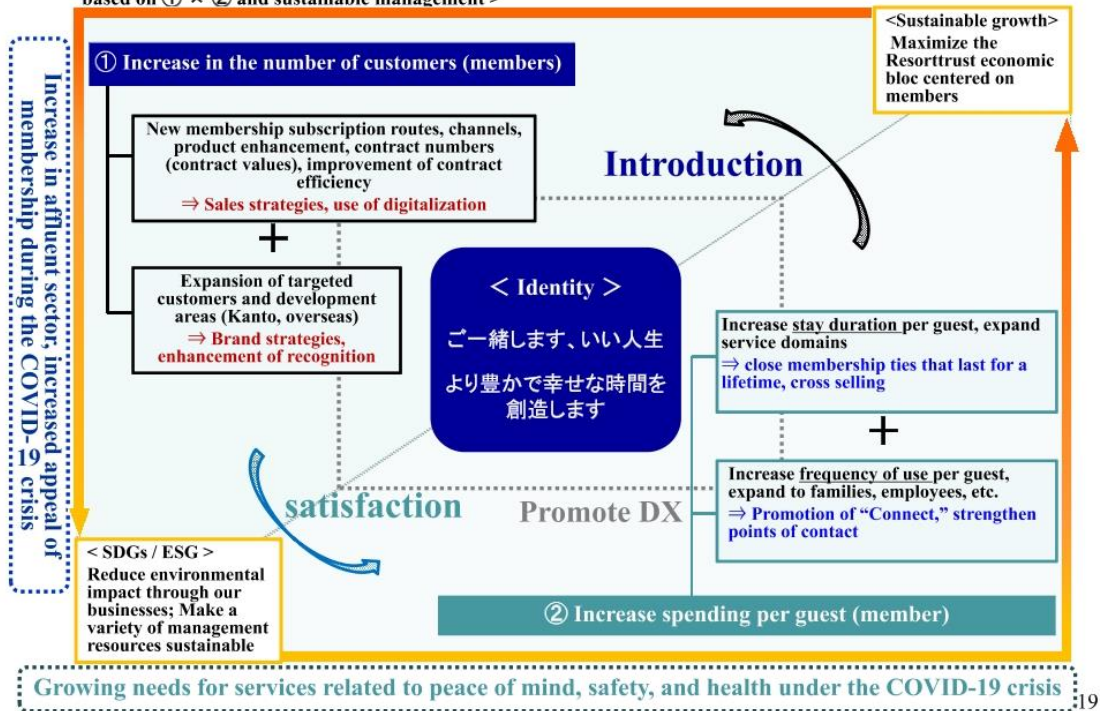 based on ① × ② and sustainable management >
<Sustainable growth>
Maximize the
Resorttrust economic
bloc centered on
members
① Increase in the number of customers (members)
Increase in affluent sector, increased appeal of
membership during the COVID-
19 crisis
New membership subscription routes, channels,
product enhancement, contract numbers
(contract values), improvement of contract
efficiency
⇒ Sales strategies, use of digitalization
+
Expansion of targeted
customers and development
areas (Kanto, overseas)
⇒ Brand strategies,
enhancement of recognition
Introduction
< Identity >
ご一緒します、いい人生
より豊かで幸せな時間を
創造します
Increase stay duration per guest, expand
service domains
⇒ close membership ties that last for a
lifetime, cross selling
+
Increase frequency of use per guest,
expand to families, employees, etc.
⇒ Promotion of “Connect,” strengthen
points of contact
satisfaction
Promote DX
< SDGs / ESG >
Reduce environmental
impact through our
businesses; Make a
variety of management
resources sustainable
② Increase spending per guest (member)
Growing needs for services related to peace of mind, safety, and health under the COVID-19 crisis
19